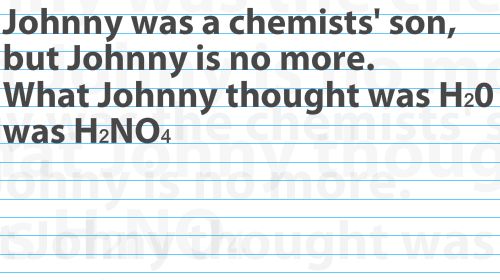 Johnny was a chemists' son,
but Johnny is no more.
What Johnny thought was H₂0
was H₂NO₄